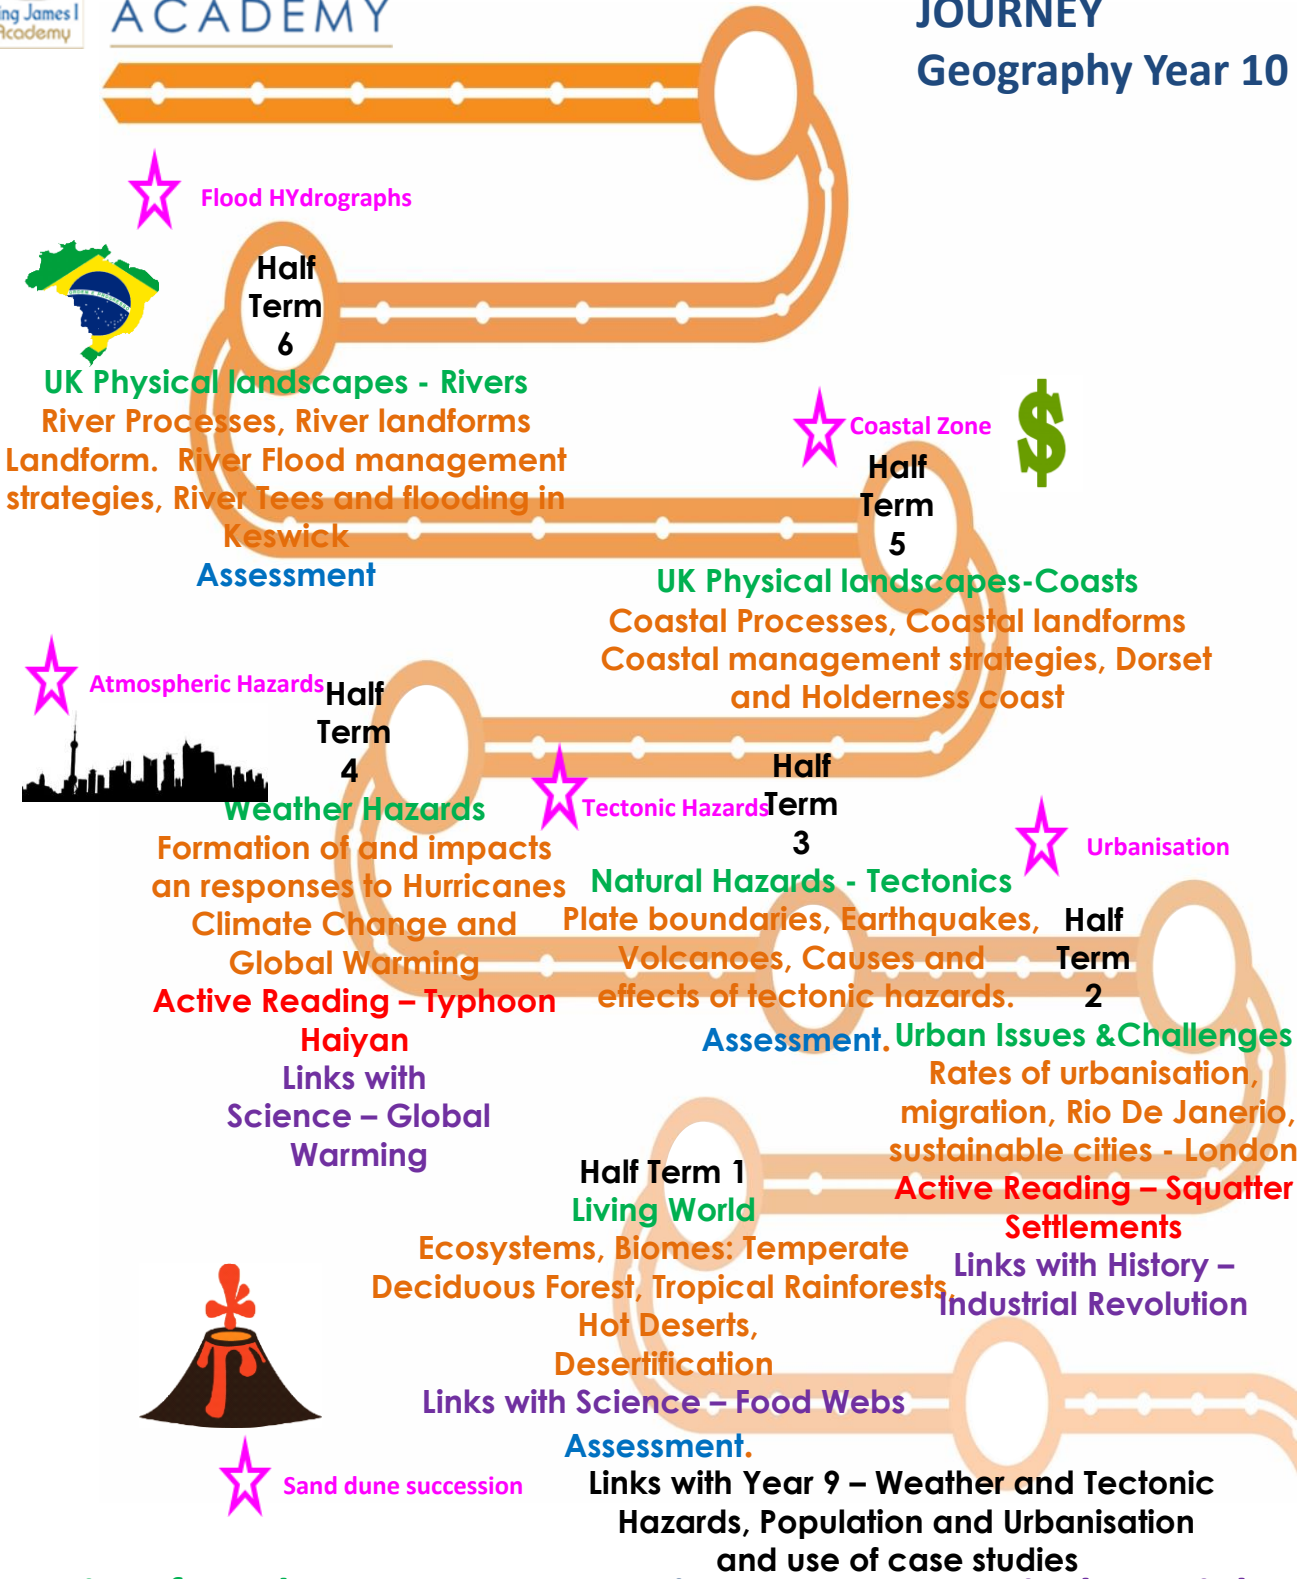 ing James I
Academy
ACADEMY
JOURNEY
Geography Year 10
Flood HYdrographs
Half
Term
6
UK Physical landscapes - Rivers
River Processes, River landforms
Landform.  River Flood management
strategies, River Tees and flooding in
Keswick
Assessment
Coastal Zone
Half
Term
5
UK Physical landscapes-Coasts
Coastal Processes, Coastal landforms
Coastal management strategies, Dorset
and Holderness coast
Atmospheric Hazards
Half
Term
4
Weather Hazards
Formation of and impacts
an responses to Hurricanes
Climate Change and
Global Warming
Active Reading – Typhoon
Haiyan
Links with
Science – Global
Warming
Tectonic Hazards
Half
Term
3
Natural Hazards - Tectonics
Plate boundaries, Earthquakes,
Volcanoes, Causes and
effects of tectonic hazards.
Assessment.
Urbanisation
Half
Term
2
Urban Issues &Challenges
Rates of urbanisation,
migration, Rio De Janerio,
sustainable cities - London
Active Reading – Squatter
Settlements
Links with History –
Industrial Revolution
Half Term 1
Living World
Ecosystems, Biomes: Temperate
Deciduous Forest, Tropical Rainforests,
Hot Deserts,
Desertification
Links with Science – Food Webs
Assessment.
Sand dune succession
Links with Year 9 – Weather and Tectonic
Hazards, Population and Urbanisation
and use of case studies